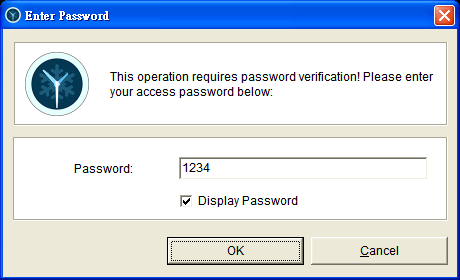 Enter Password
This operation requires password verification! Please enter
your access password below:
Password:
1234
Display Password
OK
Cancel